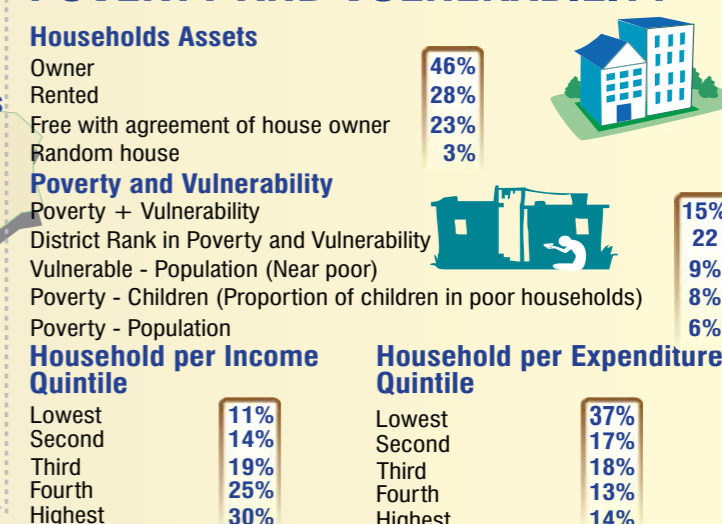 POVERTY AND VULNERABILITY
Households Assets
Owner 46%
Rented 28%
Free with agreement of house owner 23%
Random house 3%
Poverty and Vulnerability
Poverty + Vulnerability 15%
District Rank in Poverty and Vulnerability 22
Vulnerable - Population (Near poor) 9%
Poverty - Children (Proportion of children in poor households) 8%
Poverty - Population 6%
Household per Income
Quintile
Lowest 11%
Second 14%
Third 19%
Fourth 25%
Highest 30%
Household per Expenditure
Quintile
Lowest 37%
Second 17%
Third 18%
Fourth 13%
Highest 14%